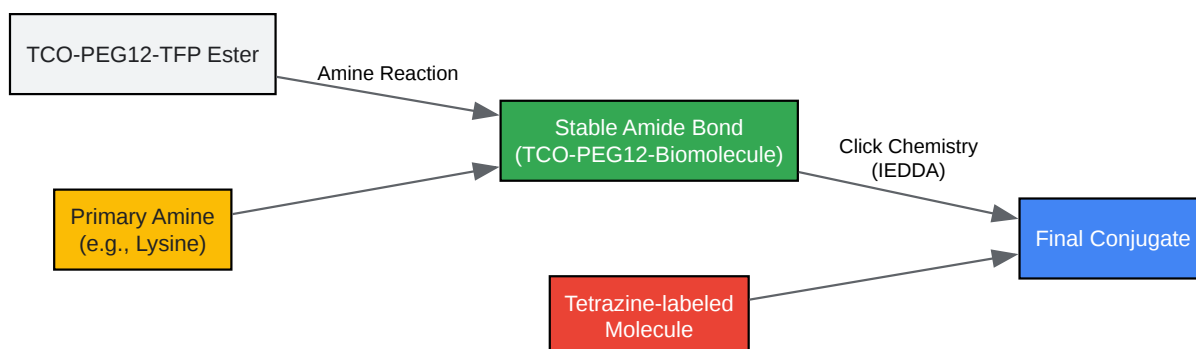 TCO-PEG12-TFP Ester
Amine Reaction
Stable Amide Bond
(TCO-PEG12-Biomolecule)
Click Chemistry
(IEDDA)
Primary Amine
(e.g., Lysine)
Final Conjugate
Tetrazine-labeled
Molecule